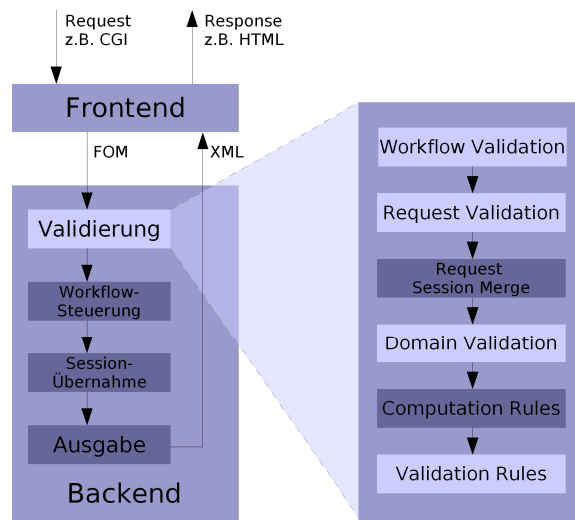 Request
z.B. CGI
Response
z.B. HTML
Frontend
FOM
XML
Validierung
Workflow-
Steuerung
Session-
Übernahme
Ausgabe
Backend
Workflow Validation
Request Validation
Request
Session Merge
Domain Validation
Computation Rules
Validation Rules